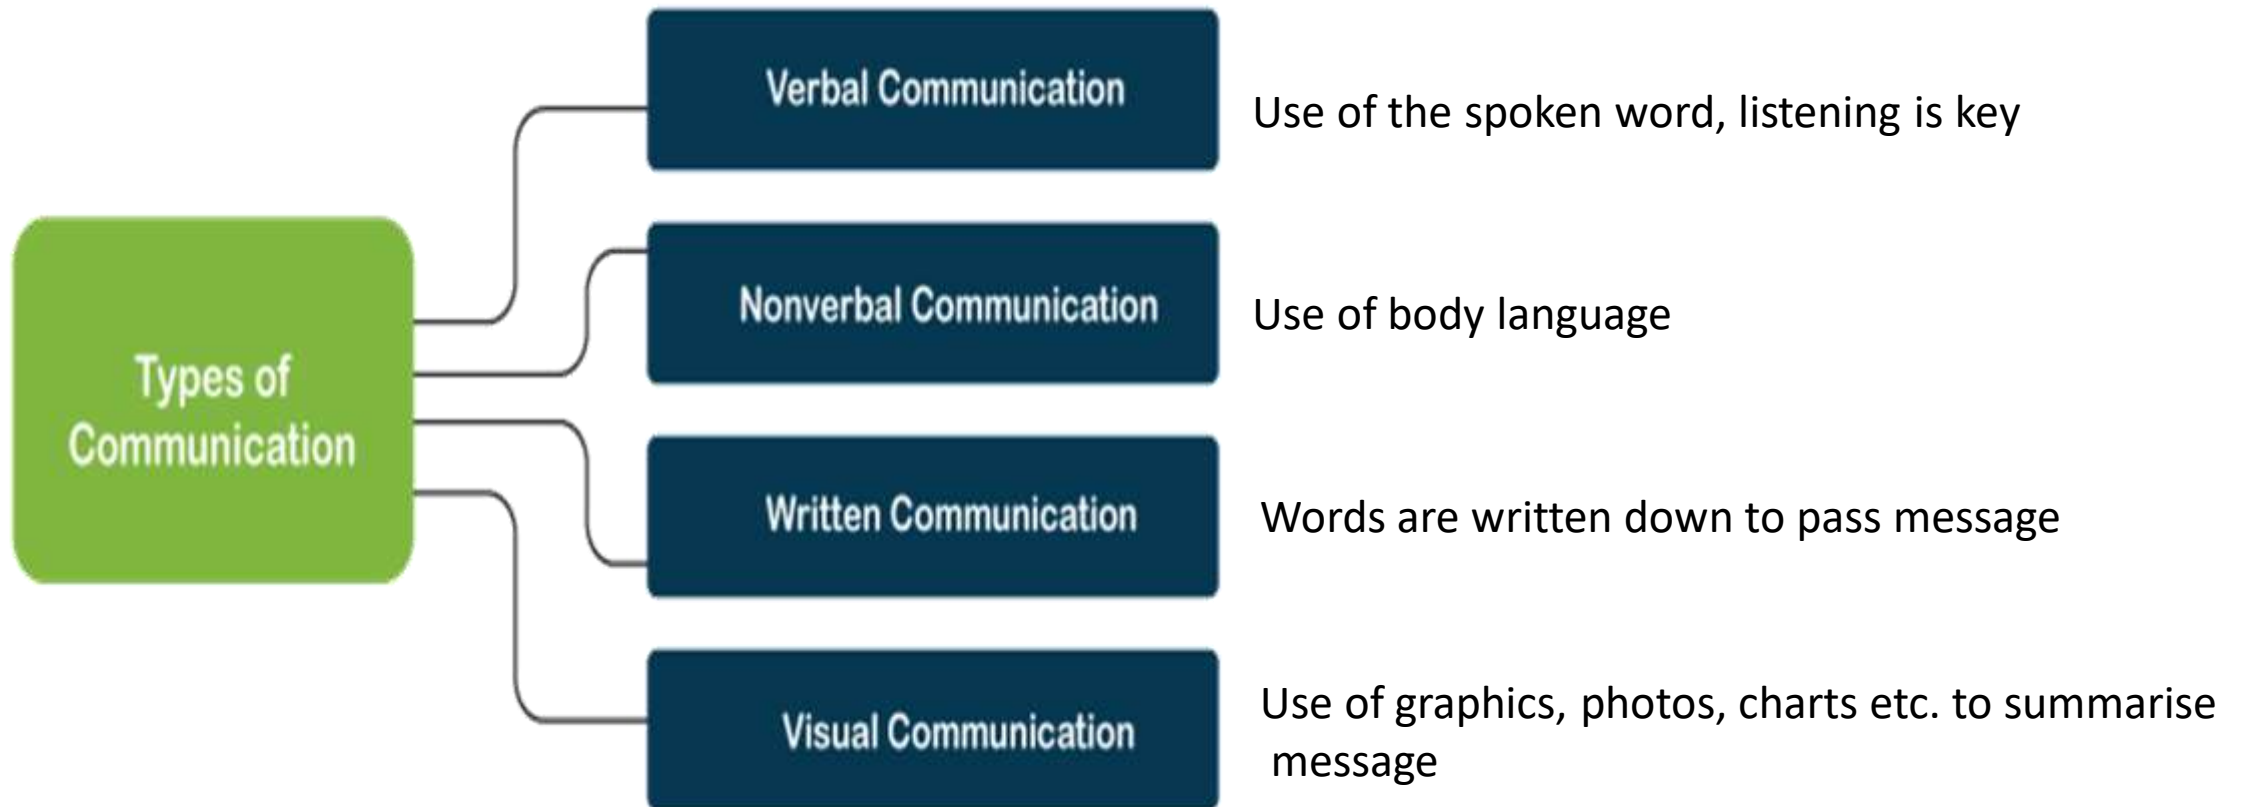 Types of
Communication
Verbal Communication
Use of the spoken word, listening is key
Nonverbal Communication
Use of body language
Written Communication
Words are written down to pass message
Visual Communication
Use of graphics, photos, charts etc. to summarise
message